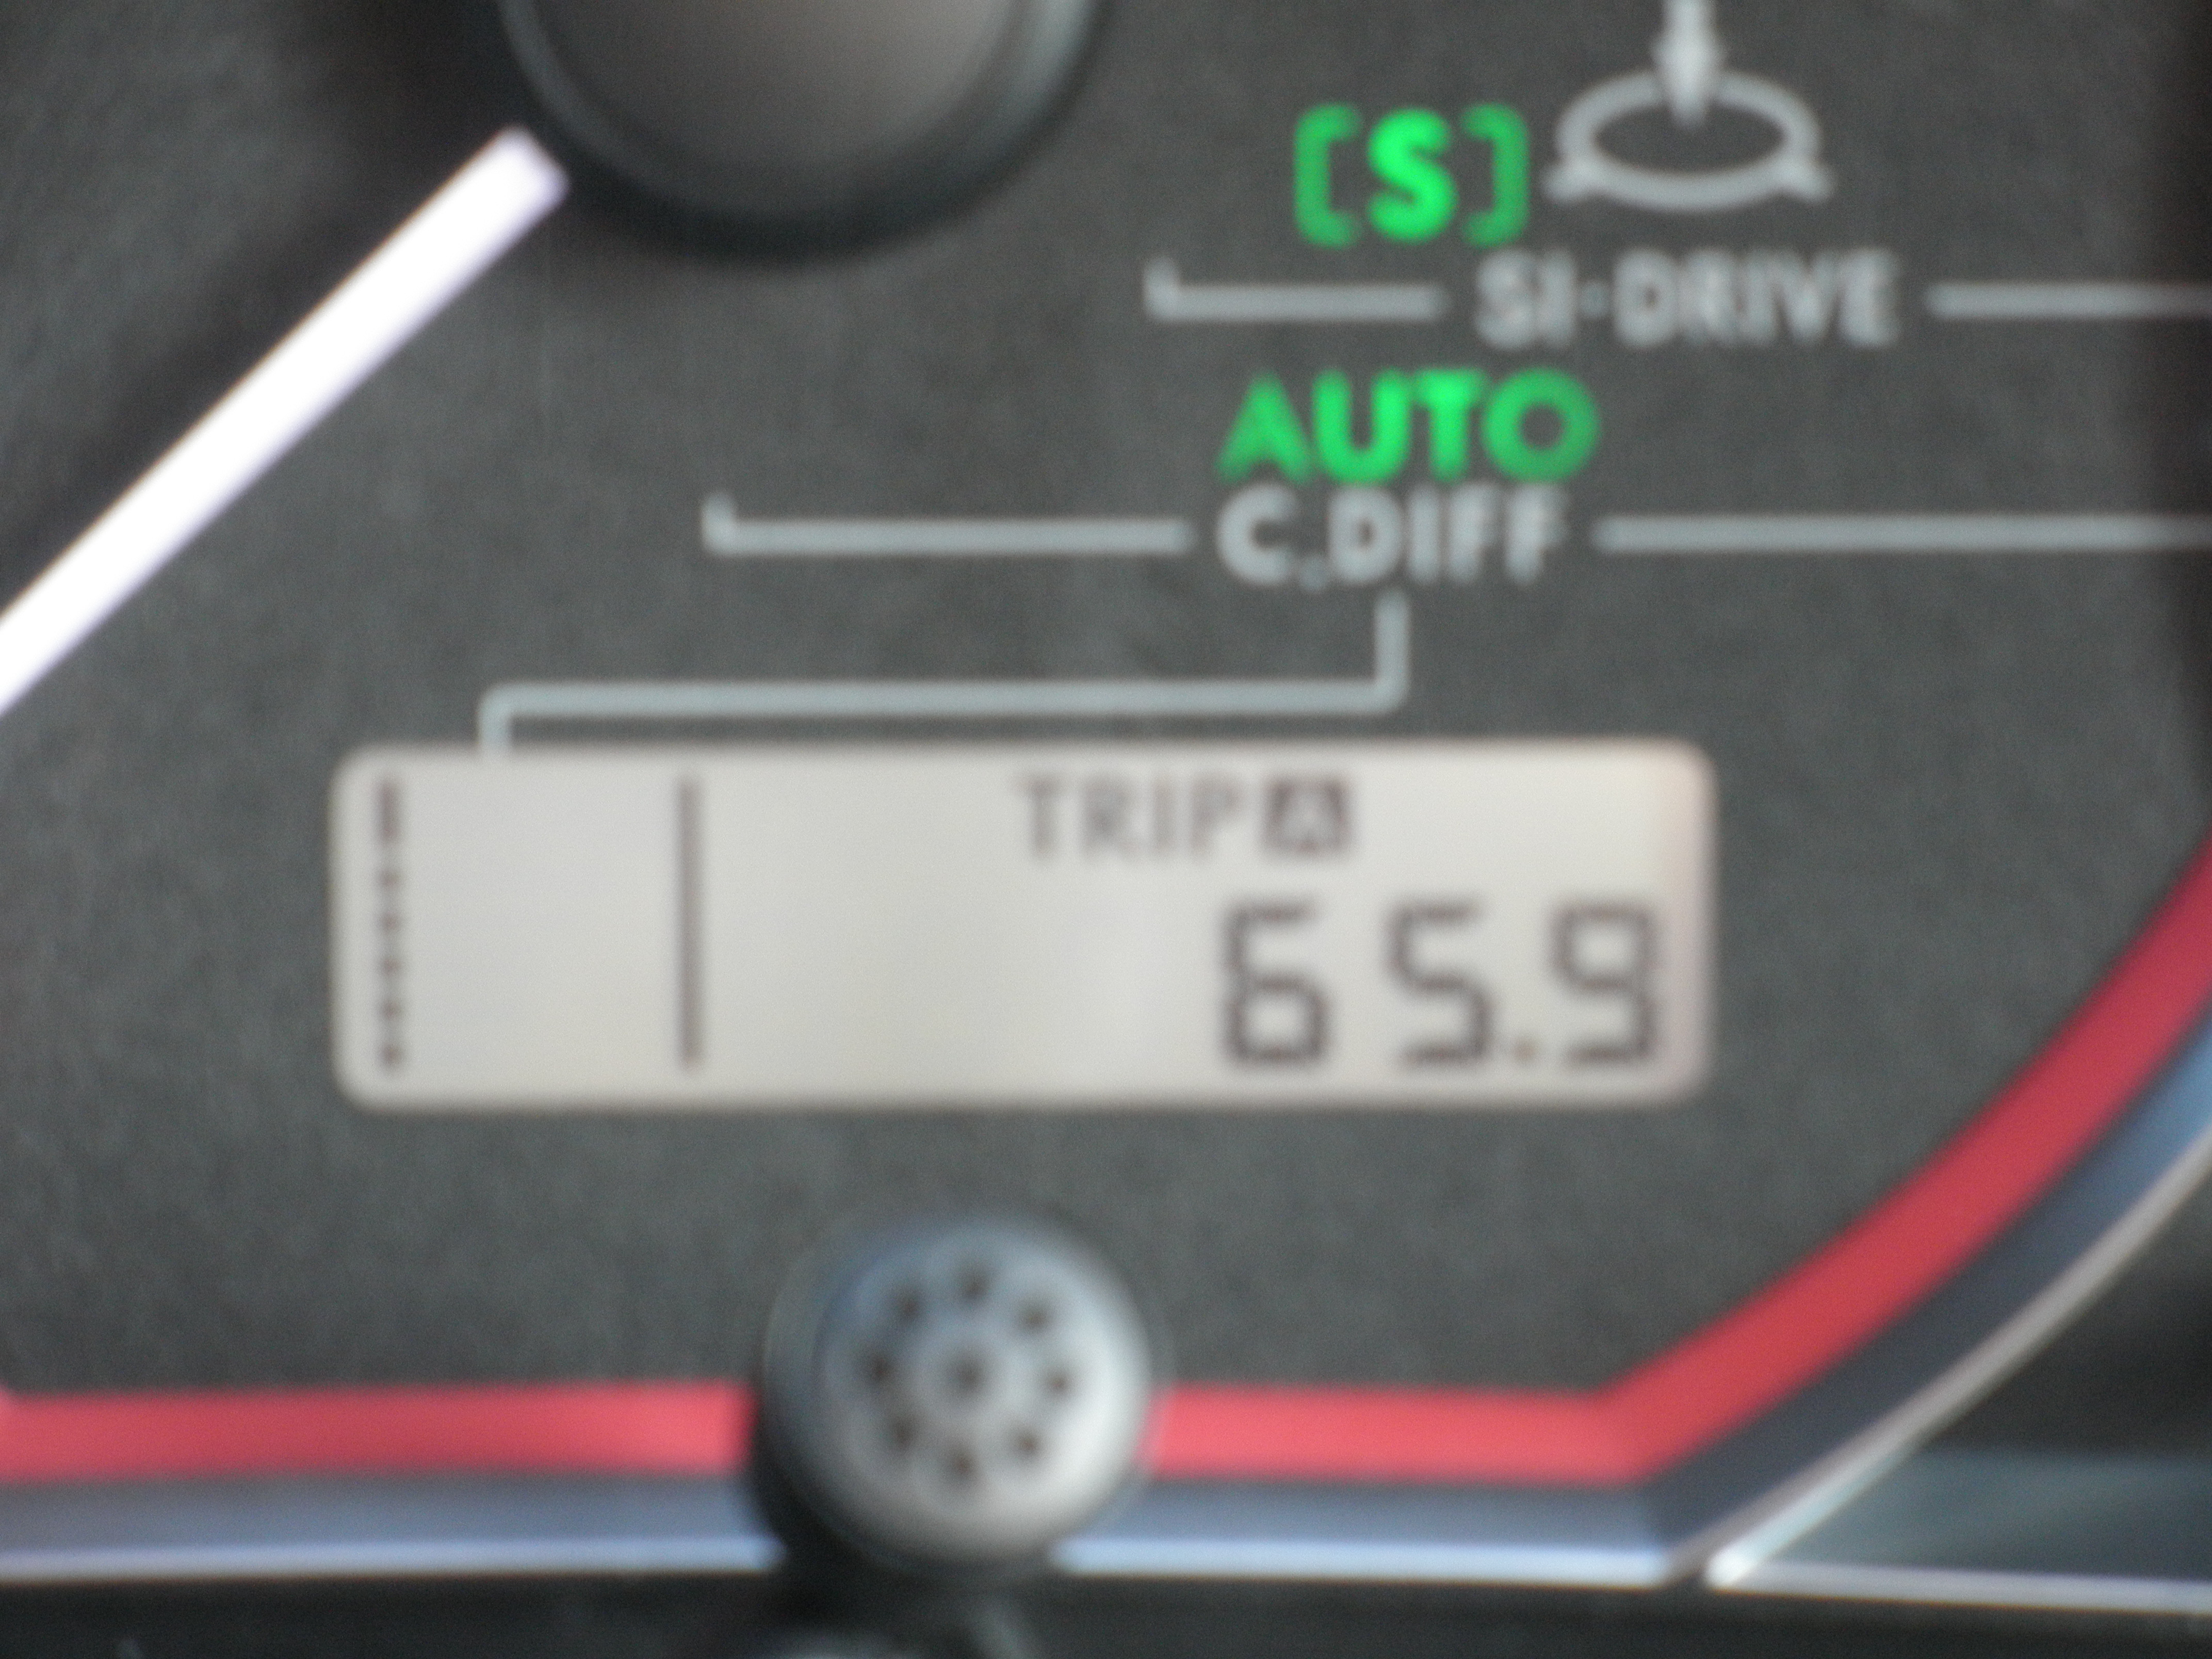 [S]
SI-DRIVE
AUTO
C.DIFF
TRIP A
65.9